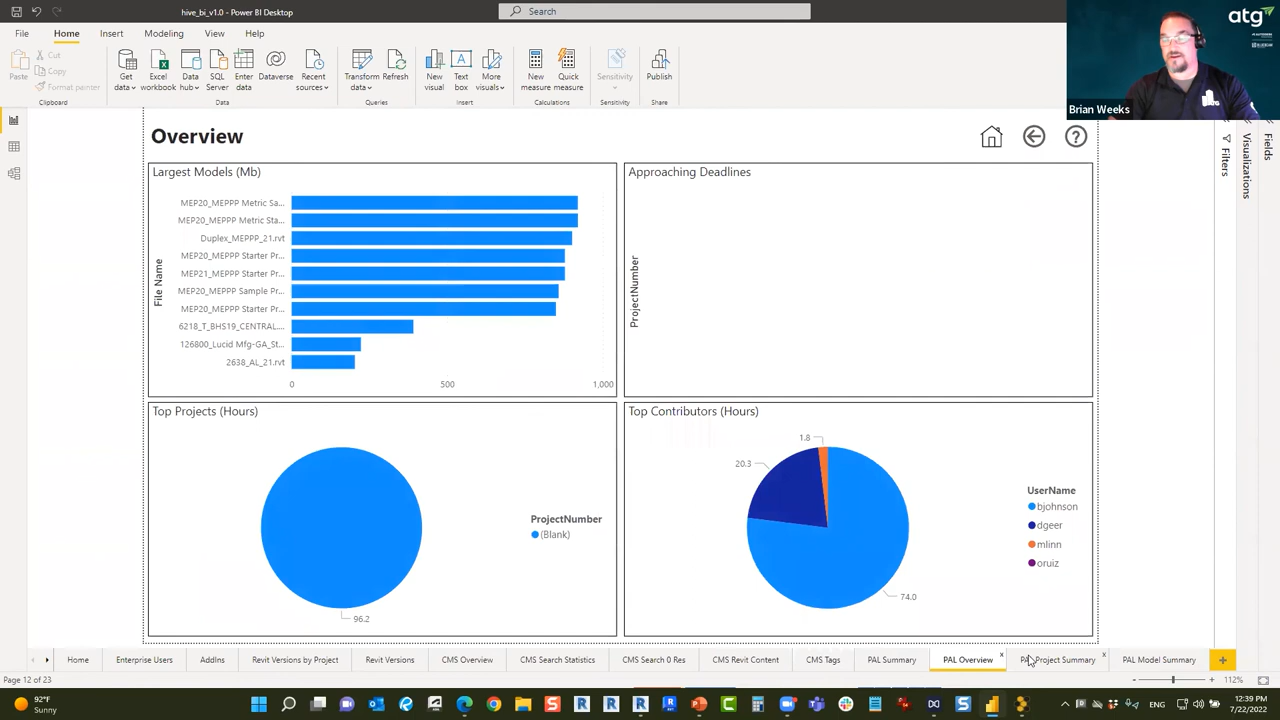 hive_bi_v1.0 - Power BI Desktop
Search
atg
File
Home
Insert
Modeling
View
Help
Paste
Cut
Copy
Format painter
Get data
Excel workbook
Data hub
SQL Server
Enter data
Dataverse
Recent sources
Transform data
Refresh
New visual
Text box
More visuals
New measure
Quick measure
Sensitivity
Publish
Clipboard
Data
Queries
Insert
Calculations
Sensitivity
Share
Brian Weeks
Overview
?
Filters
Visualizations
Fields
Largest Models (Mb)
File Name
MEP20_MEPPP Metric Sa...
MEP20_MEPPP Metric Sta...
Duplex_MEPPP_21.rvt
MEP20_MEPPP Starter Pr...
MEP21_MEPPP Starter Pr...
MEP20_MEPPP Sample Pr...
MEP20_MEPPP Starter Pr...
6218_T_BHS19_CENTRAL....
126800_Lucid Mfg-GA_St...
2638_AL_21.rvt
0 500 1,000
Approaching Deadlines
ProjectNumber
Top Projects (Hours)
96.2
ProjectNumber
(Blank)
Top Contributors (Hours)
1.8
20.3
74.0
UserName
bjohnson
dgeer
mlinn
oruiz
Home
Enterprise Users
AddIns
Revit Versions by Project
Revit Versions
CMS Overview
CMS Search Statistics
CMS Search 0 Res
CMS Revit Content
CMS Tags
PAL Summary
PAL Overview
Project Summary
PAL Model Summary
Page 12 of 23
112%
92°F
Sunny
12:39 PM
7/22/2022